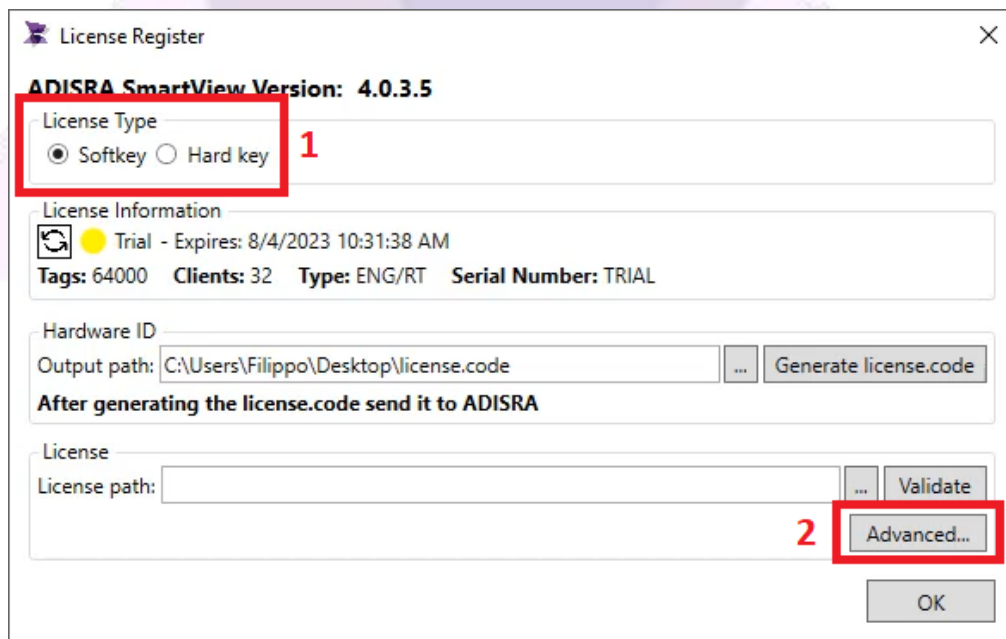 License Register
ADISRA SmartView Version: 4.0.3.5
License Type
1
Softkey Hard key
License Information
Trial - Expires: 8/4/2023 10:31:38 AM
Tags: 64000 Clients: 32 Type: ENG/RT Serial Number: TRIAL
Hardware ID
Output path: C:\Users\Filippo\Desktop\license.code ... Generate license.code
After generating the license.code send it to ADISRA
License
License path: ... Validate
2 Advanced...
OK